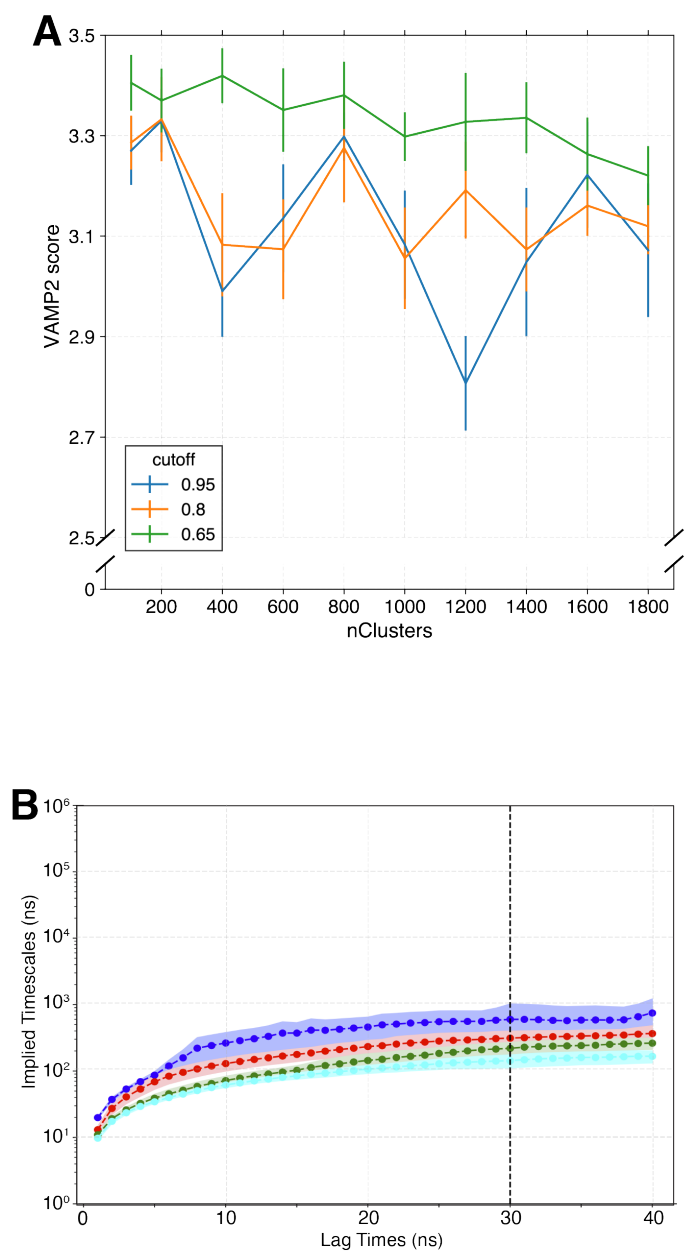 A
3.5
3.3
3.1
2.9
2.7
2.5
0
VAMP2 score
cutoff
0.95
0.8
0.65
200 400 600 800 1000 1200 1400 1600 1800
nClusters
B
10⁶
10⁵
10⁴
10³
10²
10¹
10⁰
Implied Timescales (ns)
0 10 20 30 40
Lag Times (ns)